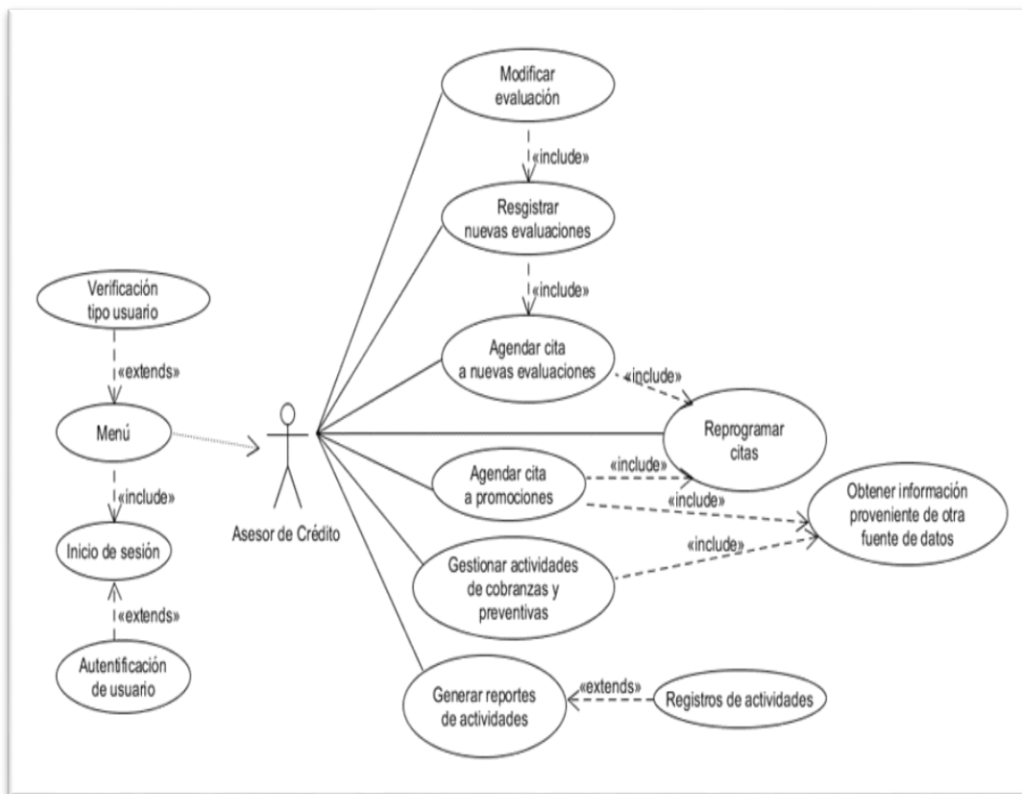 Modificar
evaluación
«include»
Resgistrar
nuevas evaluaciones
«include»
Verificación
tipo usuario
«extends»
Menú
«include»
Inicio de sesión
«extends»
Autentificación
de usuario
Asesor de Crédito
Agendar cita
a nuevas evaluaciones
«include»
Reprogramar
citas
Agendar cita
a promociones
«include»
«include»
Obtener información
proveniente de otra
fuente de datos
«include»
Gestionar actividades
de cobranzas y
preventivas
Generar reportes
de actividades
«extends»
Registros de actividades